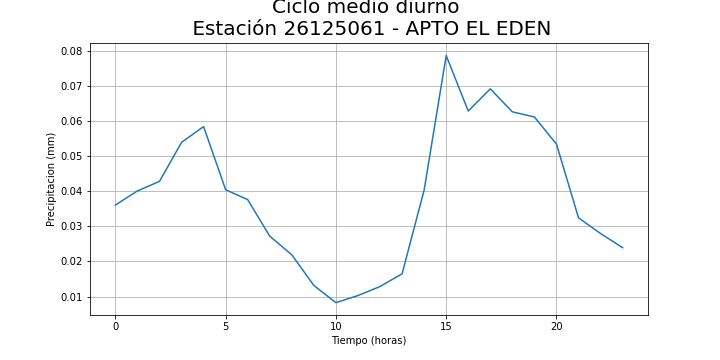 Ciclo medio diurno
Estación 26125061 - APTO EL EDEN
0.08
0.07
0.06
0.05
0.04
0.03
0.02
0.01
Precipitacion (mm)
0 5 10 15 20
Tiempo (horas)